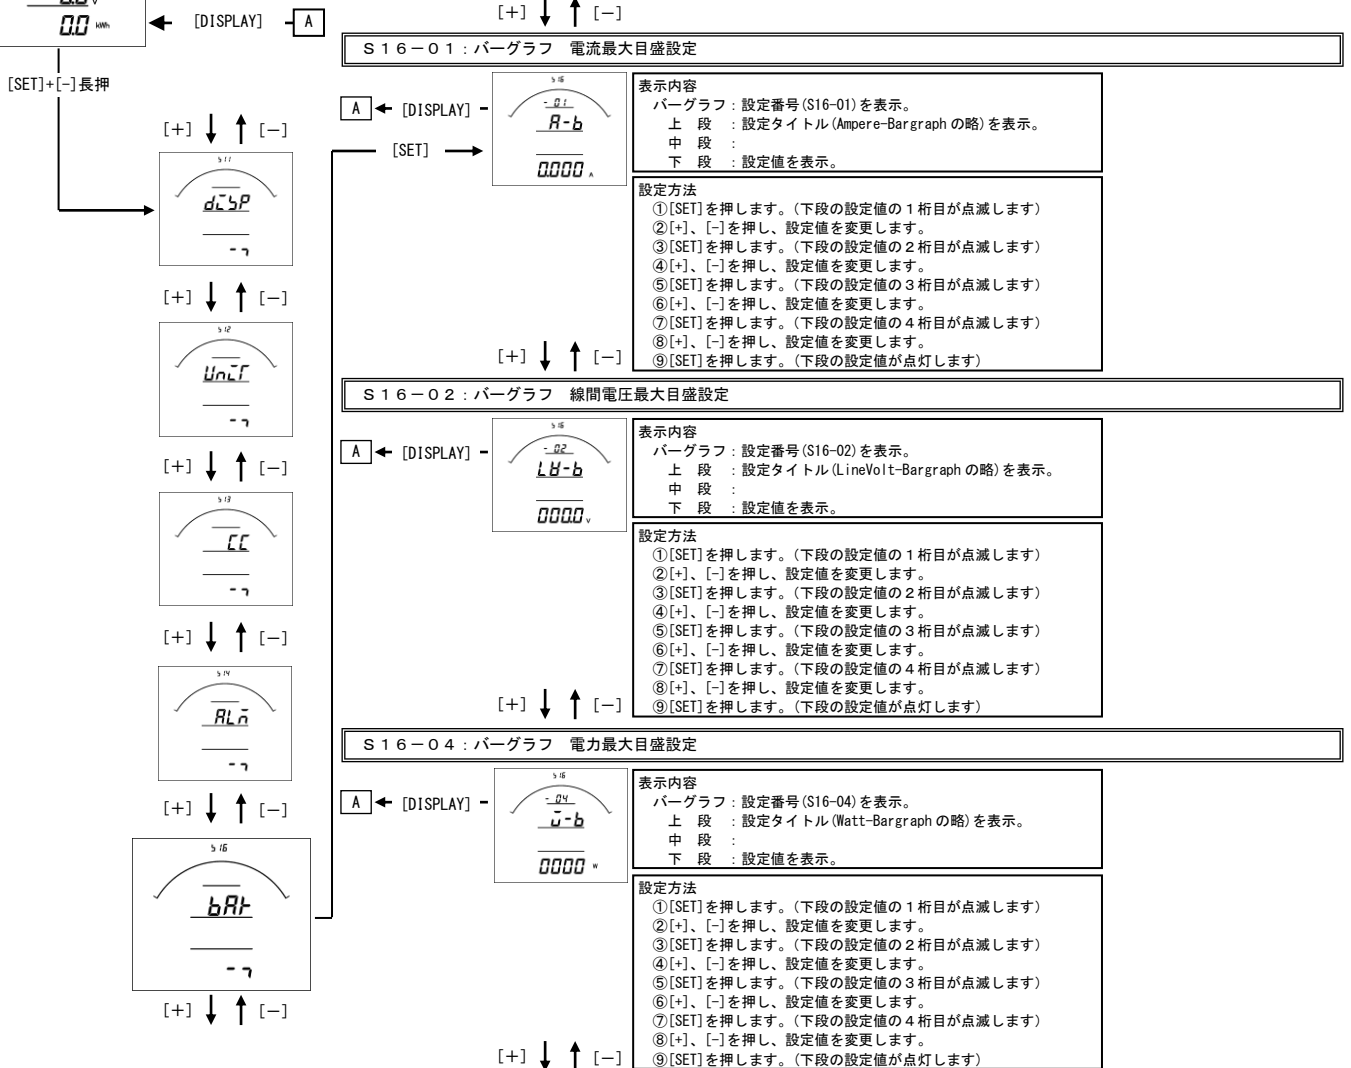 0.0 V
0.0 kWh
[DISPLAY]
A
[SET]+[-]長押
[+] [-]
S11
dISP
[+] [-]
S12
UnIT
[+] [-]
S13
CC
[+] [-]
S14
ALm
[+] [-]
S16
bAr
[+] [-]
[+] [-]
S16-01:バーグラフ 電流最大目盛設定
A
[DISPLAY]
[SET]
S16
-01
A-b
0.000 A
表示内容
バーグラフ:設定番号(S16-01)を表示。
上 段 :設定タイトル(Ampere-Bargraphの略)を表示。
中 段 :
下 段 :設定値を表示。
設定方法
①[SET]を押します。(下段の設定値の1桁目が点滅します)
②[+]、[-]を押し、設定値を変更します。
③[SET]を押します。(下段の設定値の2桁目が点滅します)
④[+]、[-]を押し、設定値を変更します。
⑤[SET]を押します。(下段の設定値の3桁目が点滅します)
⑥[+]、[-]を押し、設定値を変更します。
⑦[SET]を押します。(下段の設定値の4桁目が点滅します)
⑧[+]、[-]を押し、設定値を変更します。
⑨[SET]を押します。(下段の設定値が点灯します)
[+] [-]
S16-02:バーグラフ 線間電圧最大目盛設定
A
[DISPLAY]
S16
-02
LV-b
000.0 V
表示内容
バーグラフ:設定番号(S16-02)を表示。
上 段 :設定タイトル(LineVolt-Bargraphの略)を表示。
中 段 :
下 段 :設定値を表示。
設定方法
①[SET]を押します。(下段の設定値の1桁目が点滅します)
②[+]、[-]を押し、設定値を変更します。
③[SET]を押します。(下段の設定値の2桁目が点滅します)
④[+]、[-]を押し、設定値を変更します。
⑤[SET]を押します。(下段の設定値の3桁目が点滅します)
⑥[+]、[-]を押し、設定値を変更します。
⑦[SET]を押します。(下段の設定値の4桁目が点滅します)
⑧[+]、[-]を押し、設定値を変更します。
⑨[SET]を押します。(下段の設定値が点灯します)
[+] [-]
S16-04:バーグラフ 電力最大目盛設定
A
[DISPLAY]
S16
-04
W-b
0000 W
表示内容
バーグラフ:設定番号(S16-04)を表示。
上 段 :設定タイトル(Watt-Bargraphの略)を表示。
中 段 :
下 段 :設定値を表示。
設定方法
①[SET]を押します。(下段の設定値の1桁目が点滅します)
②[+]、[-]を押し、設定値を変更します。
③[SET]を押します。(下段の設定値の2桁目が点滅します)
④[+]、[-]を押し、設定値を変更します。
⑤[SET]を押します。(下段の設定値の3桁目が点滅します)
⑥[+]、[-]を押し、設定値を変更します。
⑦[SET]を押します。(下段の設定値の4桁目が点滅します)
⑧[+]、[-]を押し、設定値を変更します。
⑨[SET]を押します。(下段の設定値が点灯します)
[+] [-]